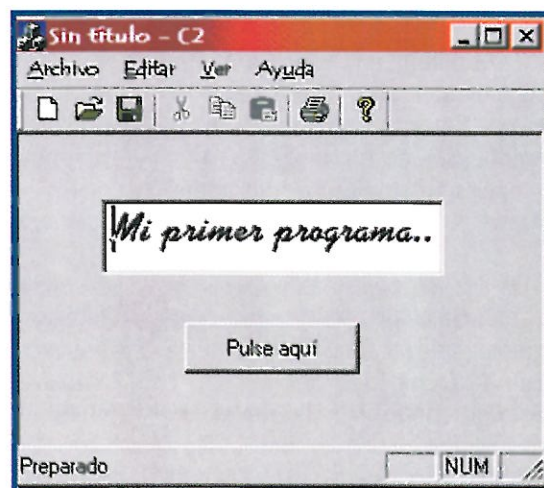 Sin título - C2
Archivo Editar Ver Ayuda
Mi primer programa..
Pulse aquí
Preparado NUM